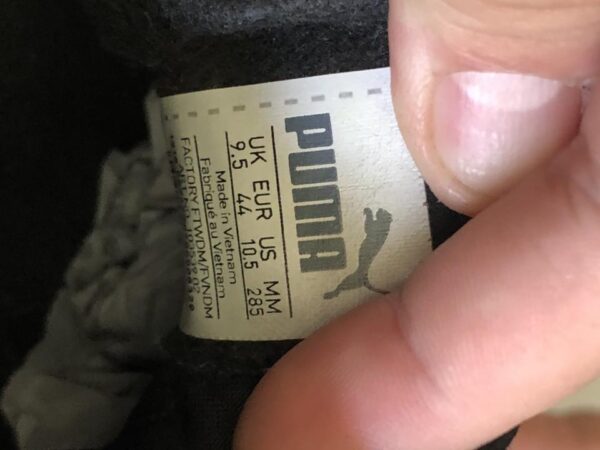 PUMA
UK EUR US MM
9.5 44 10.5 285
Made in Vietnam
Fabriqué au Vietnam
FACTORY:FTWDM/FVNDM